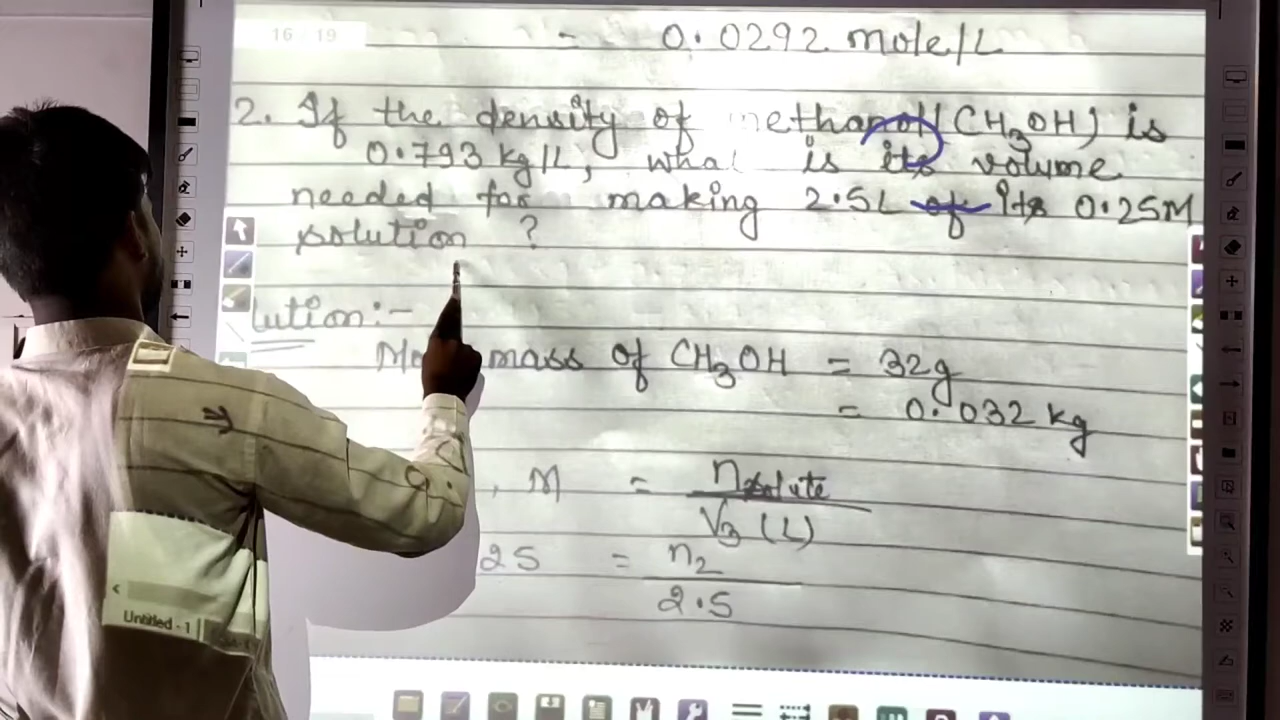 16 - 19
= 0.0292 mole/L
2. If the density of methanol (CH3OH) is
0.793 kg/L, what is its volume
needed for making 2.5L of its 0.25M
solution ?
lution :-
mass of CH3OH = 32g
= 0.032 kg
, M = nsolute / V3 (L)
25 = n2 / 2.5
Untitled - 1